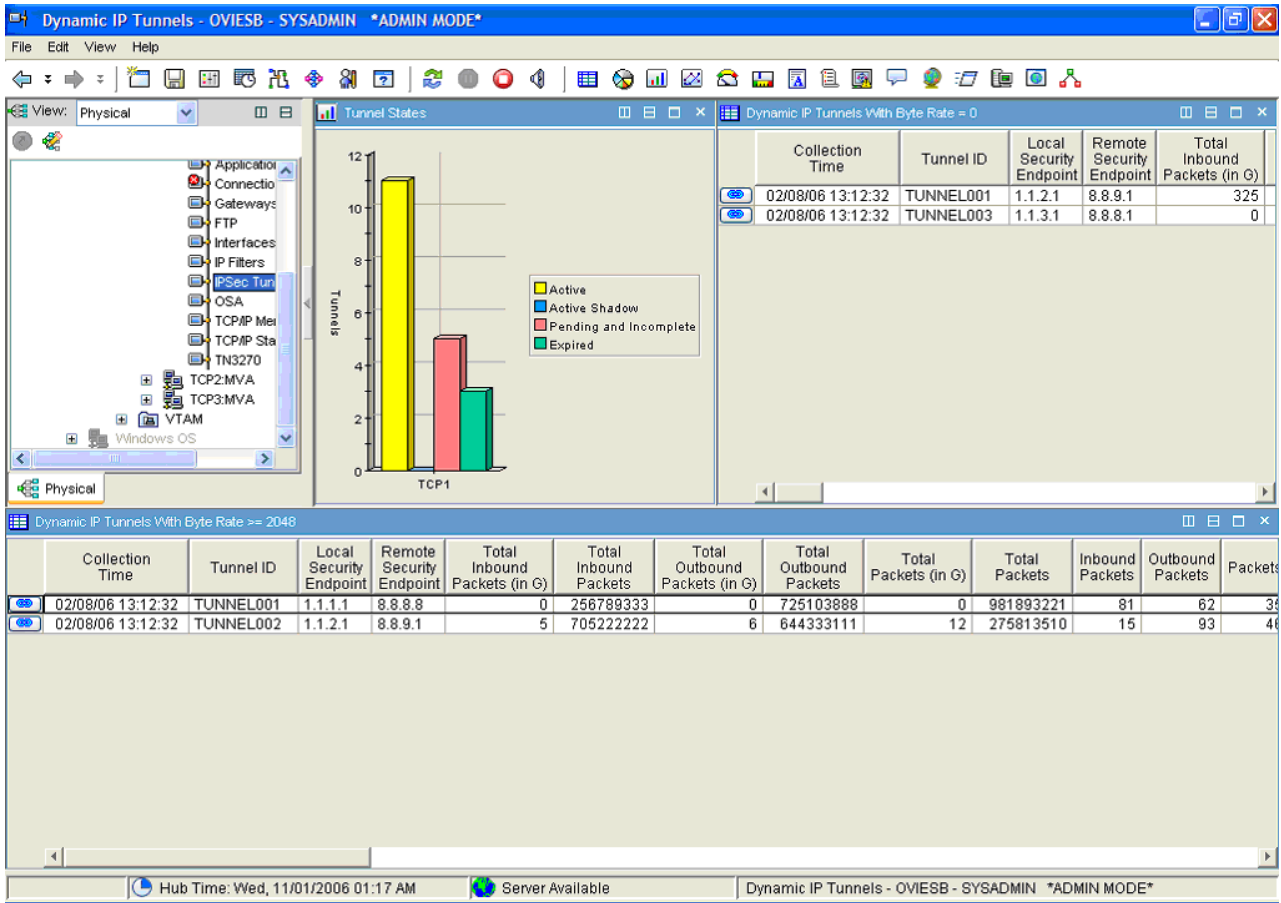 Dynamic IP Tunnels - OVIESB - SYSADMIN *ADMIN MODE*
File Edit View Help
View: Physical
Applicatior
Connectio
Gateways
FTP
Interfaces
IP Filters
IPSec Tun
OSA
TCP/IP Mer
TCP/IP Sta
TN3270
TCP2:MVA
TCP3:MVA
VTAM
Windows OS
Physical
Tunnel States
12
10
8
6
4
2
0
Tunnels
TCP1
Active
Active Shadow
Pending and Incomplete
Expired
Dynamic IP Tunnels With Byte Rate = 0
Collection Time Tunnel ID Local Security Endpoint Remote Security Endpoint Total Inbound Packets (in G)
02/08/06 13:12:32 TUNNEL001 1.1.2.1 8.8.9.1 325
02/08/06 13:12:32 TUNNEL003 1.1.3.1 8.8.8.1 0
Dynamic IP Tunnels With Byte Rate >= 2048
Collection Time Tunnel ID Local Security Endpoint Remote Security Endpoint Total Inbound Packets (in G) Total Inbound Packets Total Outbound Packets (in G) Total Outbound Packets Total Packets (in G) Total Packets Inbound Packets Outbound Packets Packets
02/08/06 13:12:32 TUNNEL001 1.1.1.1 8.8.8.8 0 256789333 0 725103888 0 981893221 81 62
02/08/06 13:12:32 TUNNEL002 1.1.2.1 8.8.9.1 5 705222222 6 644333111 12 275813510 15 93
Hub Time: Wed, 11/01/2006 01:17 AM Server Available Dynamic IP Tunnels - OVIESB - SYSADMIN *ADMIN MODE*